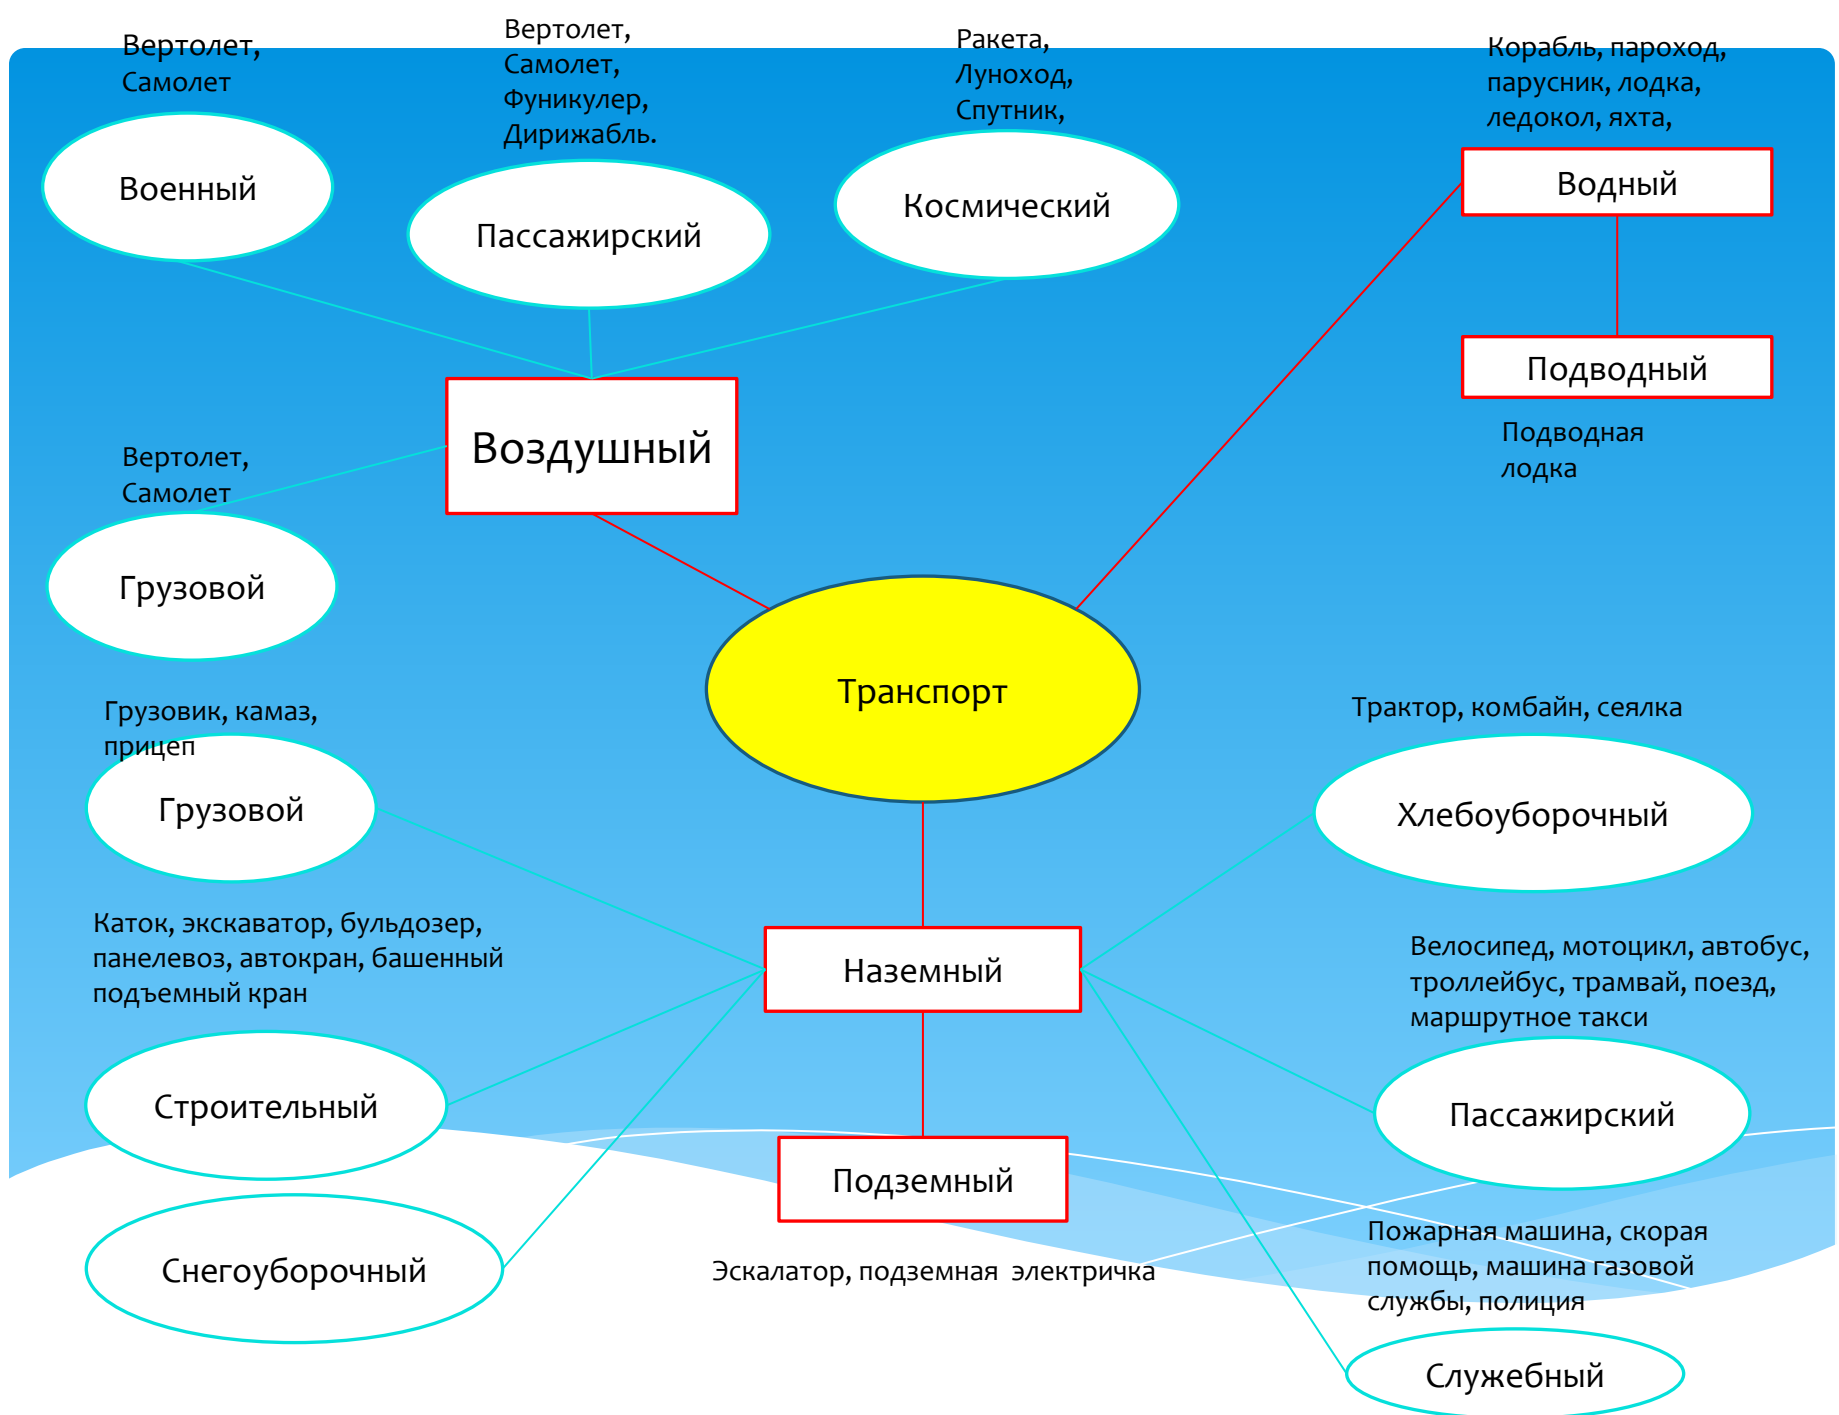 Вертолет,
Самолет
Военный
Вертолет,
Самолет,
Фуникулер,
Дирижабль.
Пассажирский
Ракета,
Луноход,
Спутник,
Космический
Корабль, пароход,
парусник, лодка,
ледокол, яхта,
Водный
Подводный
Подводная
лодка
Воздушный
Вертолет,
Самолет
Грузовой
Транспорт
Грузовик, камаз,
прицеп
Грузовой
Трактор, комбайн, сеялка
Хлебоуборочный
Каток, экскаватор, бульдозер,
панелевоз, автокран, башенный
подъемный кран
Строительный
Наземный
Велосипед, мотоцикл, автобус,
троллейбус, трамвай, поезд,
маршрутное такси
Пассажирский
Подземный
Эскалатор, подземная электричка
Снегоуборочный
Пожарная машина, скорая
помощь, машина газовой
службы, полиция
Служебный